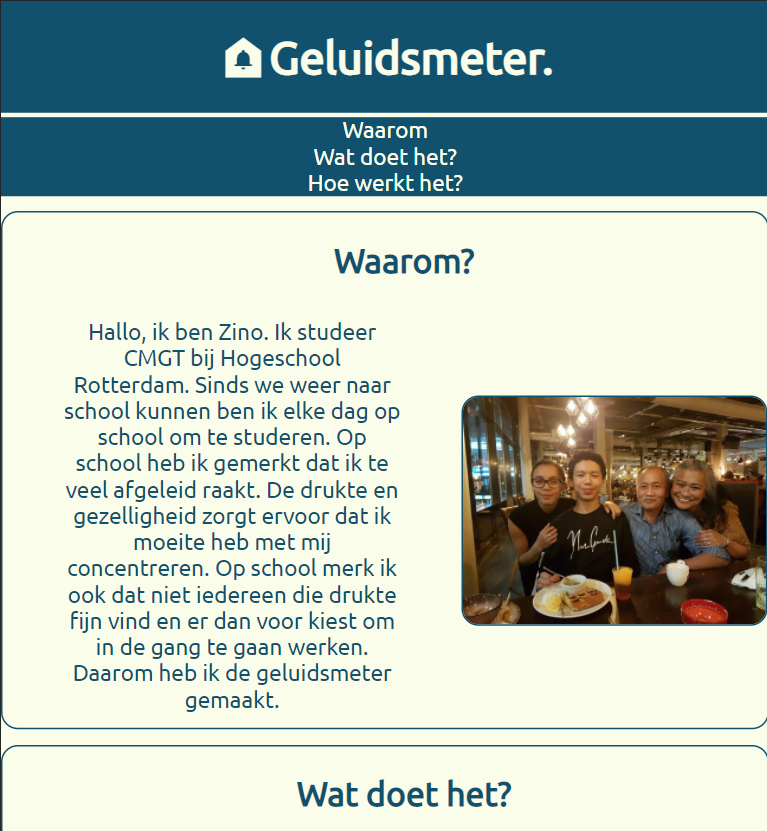 Geluidsmeter.
Waarom
Wat doet het?
Hoe werkt het?
Waarom?
Hallo, ik ben Zino. Ik studeer
CMGT bij Hogeschool
Rotterdam. Sinds we weer naar
school kunnen ben ik elke dag op
school om te studeren. Op
school heb ik gemerkt dat ik te
veel afgeleid raakt. De drukte en
gezelligheid zorgt ervoor dat ik
moeite heb met mij
concentreren. Op school merk ik
ook dat niet iedereen die drukte
fijn vind en er dan voor kiest om
in de gang te gaan werken.
Daarom heb ik de geluidsmeter
gemaakt.
Wat doet het?